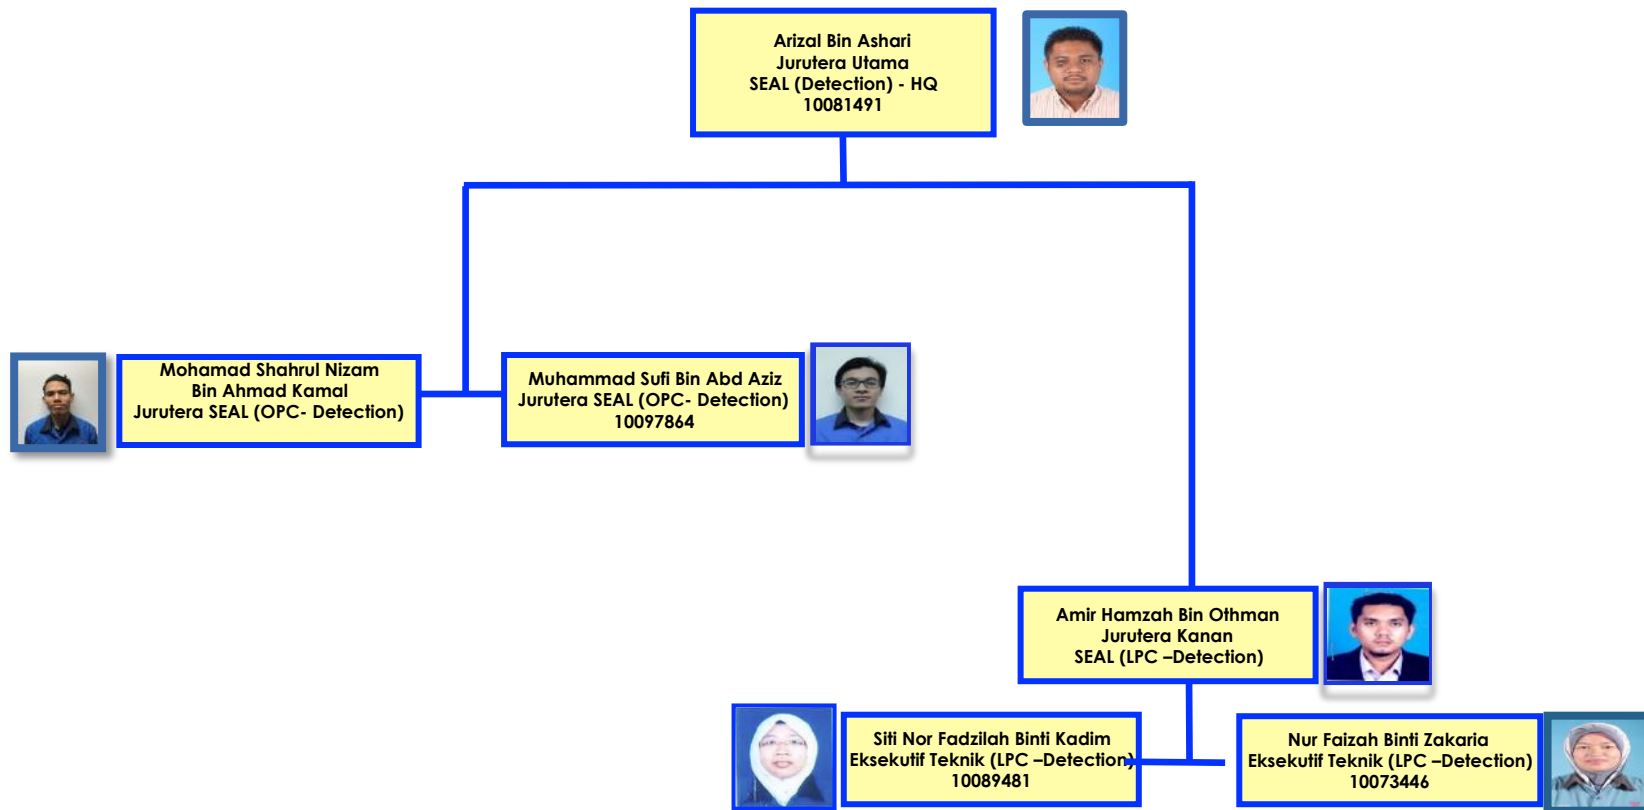 Arizal Bin Ashari
Jurutera Utama
SEAL (Detection) - HQ
10081491
Mohamad Shahrul Nizam
Bin Ahmad Kamal
Jurutera SEAL (OPC- Detection)
Muhammad Sufi Bin Abd Aziz
Jurutera SEAL (OPC- Detection)
10097864
Amir Hamzah Bin Othman
Jurutera Kanan
SEAL (LPC –Detection)
Siti Nor Fadzilah Binti Kadim
Eksekutif Teknik (LPC –Detection)
10089481
Nur Faizah Binti Zakaria
Eksekutif Teknik (LPC –Detection)
10073446